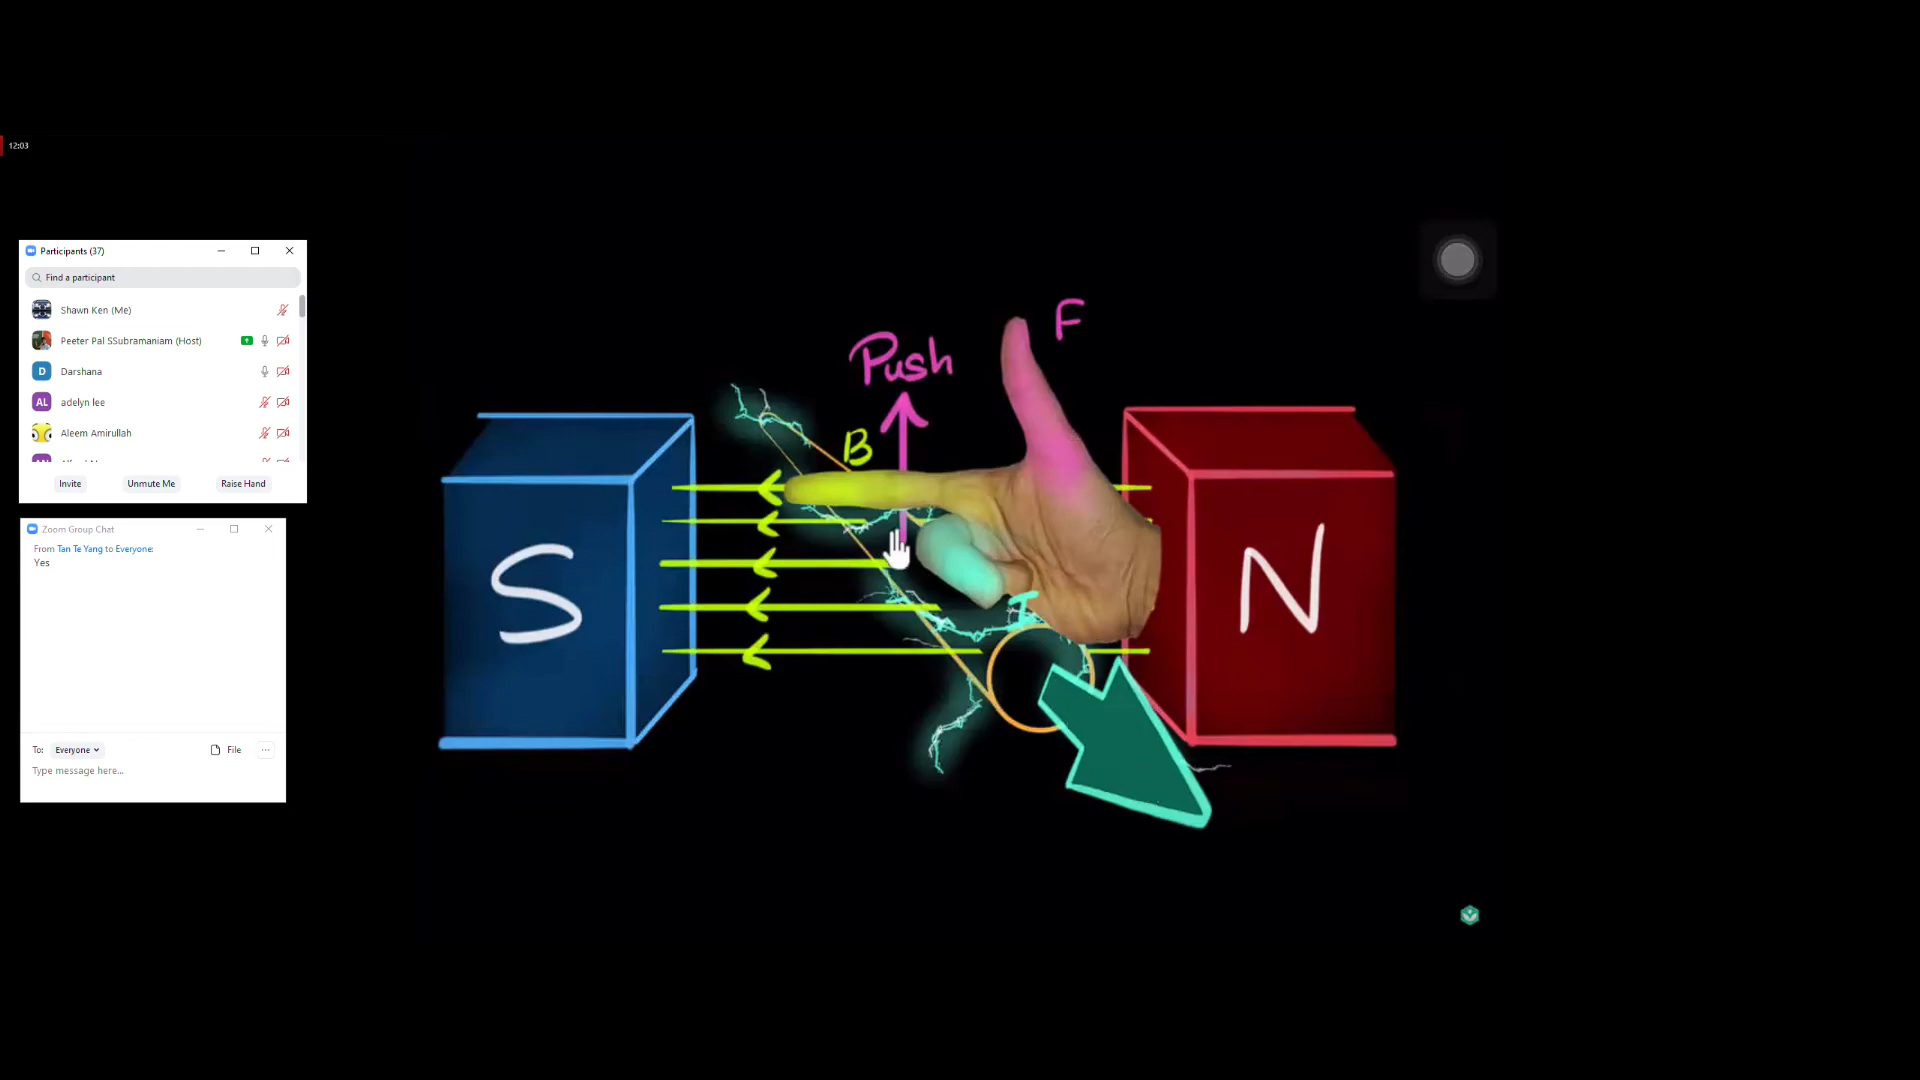 12:03
Participants (37)
Find a participant
Shawn Ken (Me)
Peeter Pal SSubramaniam (Host)
D Darshana
AL adelyn lee
Aleem Amirullah
Invite Unmute Me Raise Hand
Zoom Group Chat
From Tan Te Yang to Everyone:
Yes
To: Everyone File
Type message here...
F
Push
B
S
N
I